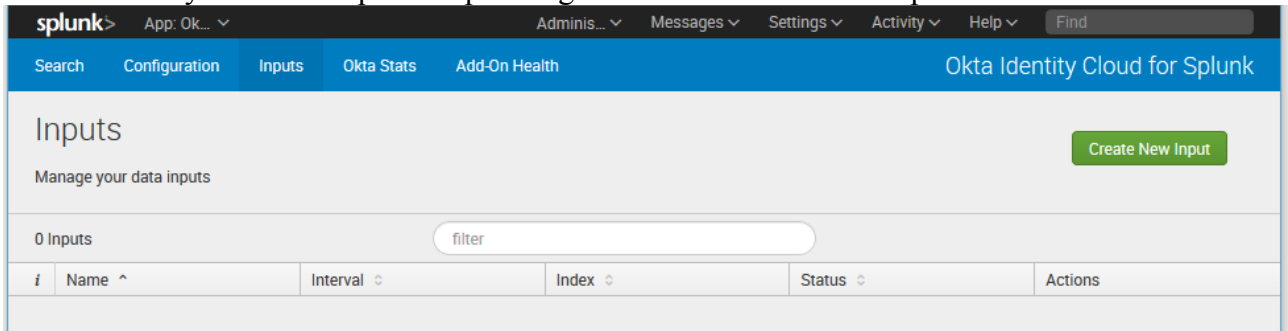 splunk> App: Ok... Adminis... Messages Settings Activity Help Find
Search Configuration Inputs Okta Stats Add-On Health Okta Identity Cloud for Splunk
Inputs
Create New Input
Manage your data inputs
0 Inputs filter
i Name Interval Index Status Actions